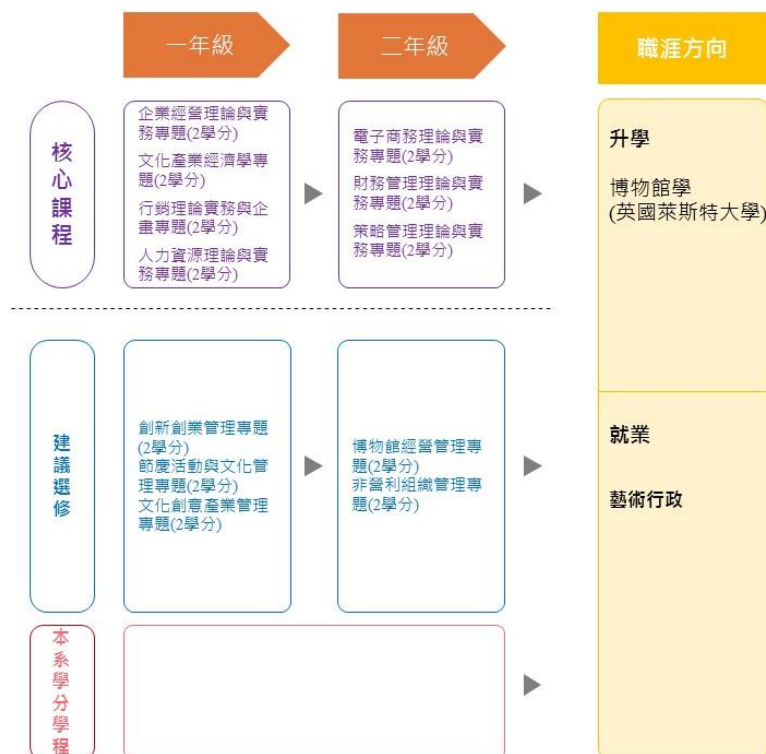 一年級
二年級
職涯方向
核
心
課
程
企業經營理論與實
務專題(2學分)
文化產業經濟學專
題(2學分)
行銷理論實務與企
畫專題(2學分)
人力資源理論與實
務專題(2學分)
電子商務理論與實
務專題(2學分)
財務管理理論與實
務專題(2學分)
策略管理理論與實
務專題(2學分)
升學
博物館學
(英國萊斯特大學)
建
議
選
修
創新創業管理專題
(2學分)
節慶活動與文化管
理專題(2學分)
文化創意產業管理
專題(2學分)
博物館經營管理專
題(2學分)
非營利組織管理專
題(2學分)
就業
藝術行政
本
系
學
分
學
程